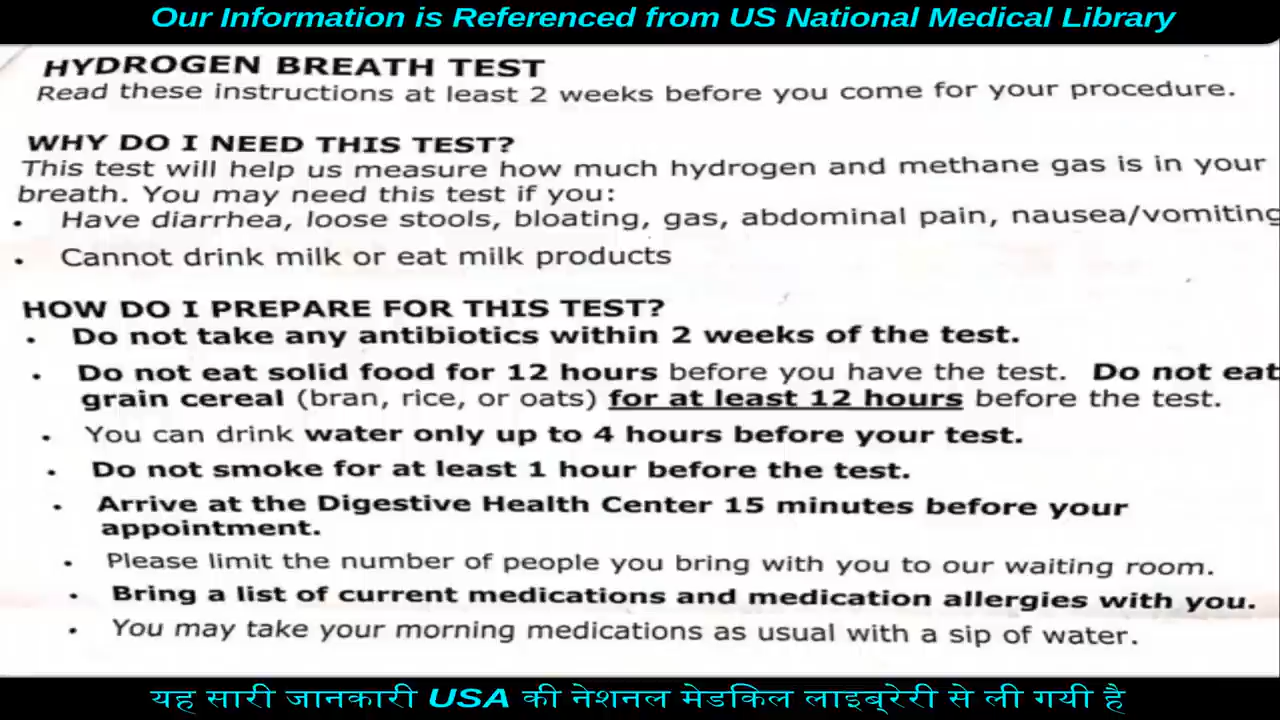 Our Information is Referenced from US National Medical Library
HYDROGEN BREATH TEST
Read these instructions at least 2 weeks before you come for your procedure.
WHY DO I NEED THIS TEST?
This test will help us measure how much hydrogen and methane gas is in your
breath. You may need this test if you:
• Have diarrhea, loose stools, bloating, gas, abdominal pain, nausea/vomiting
• Cannot drink milk or eat milk products
HOW DO I PREPARE FOR THIS TEST?
• Do not take any antibiotics within 2 weeks of the test.
• Do not eat solid food for 12 hours before you have the test. Do not eat
grain cereal (bran, rice, or oats) for at least 12 hours before the test.
• You can drink water only up to 4 hours before your test.
• Do not smoke for at least 1 hour before the test.
• Arrive at the Digestive Health Center 15 minutes before your
appointment.
• Please limit the number of people you bring with you to our waiting room.
• Bring a list of current medications and medication allergies with you.
• You may take your morning medications as usual with a sip of water.
यह सारी जानकारी USA की नेशनल मेडकिल लाइब्रेरी से ली गयी है